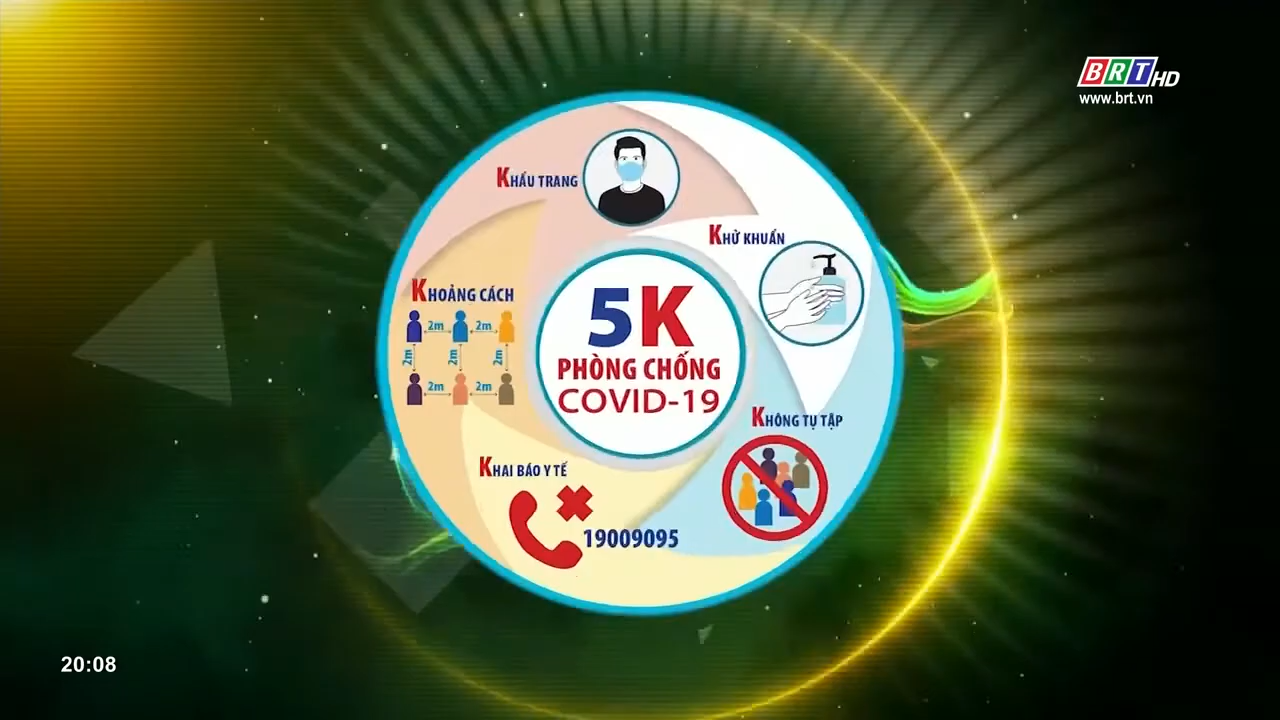 BRT HD
www.brt.vn
KHẨU TRANG
KHỬ KHUẨN
KHOẢNG CÁCH
2m 2m
2m 2m 2m
2m 2m
5K
PHÒNG CHỐNG
COVID-19
KHÔNG TỤ TẬP
KHAI BÁO Y TẾ
19009095
20:08